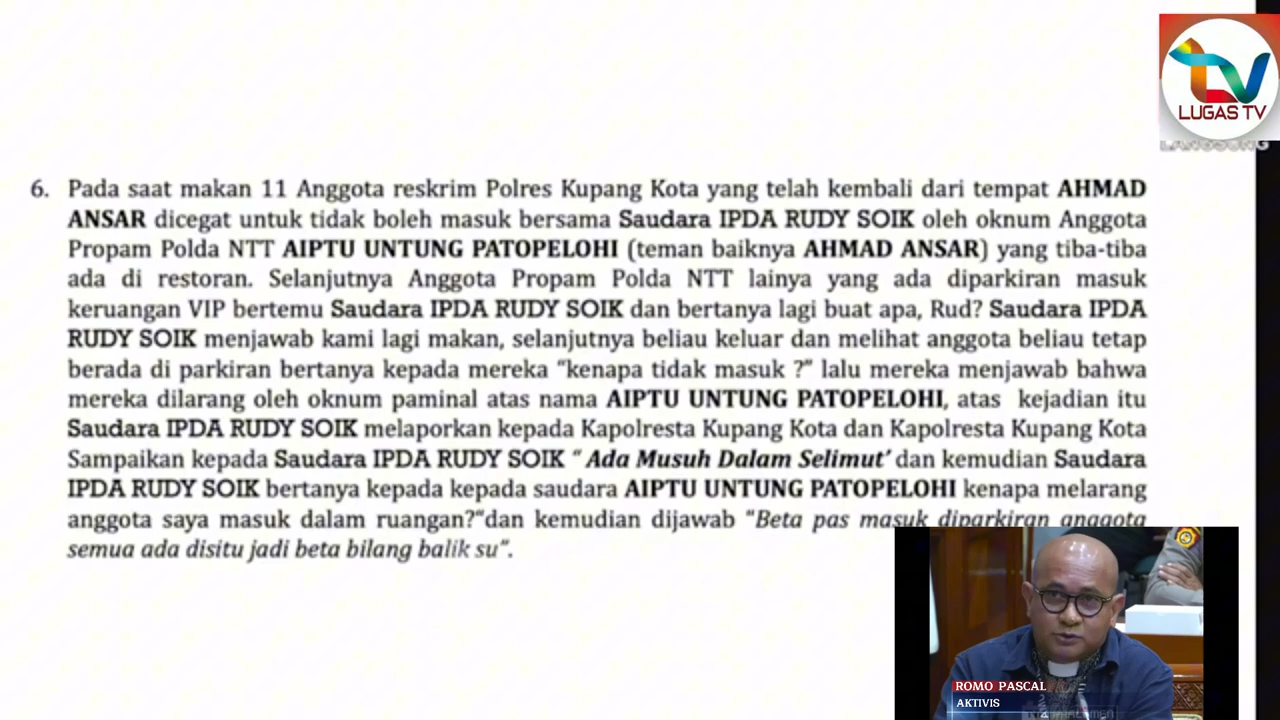 LUGAS TV
LANGSUNG
6. Pada saat makan 11 Anggota reskrim Polres Kupang Kota yang telah kembali dari tempat AHMAD
ANSAR dicegat untuk tidak boleh masuk bersama Saudara IPDA RUDY SOIK oleh oknum Anggota
Propam Polda NTT AIPTU UNTUNG PATOPELOHI (teman baiknya AHMAD ANSAR) yang tiba-tiba
ada di restoran. Selanjutnya Anggota Propam Polda NTT lainya yang ada diparkiran masuk
keruangan VIP bertemu Saudara IPDA RUDY SOIK dan bertanya lagi buat apa, Rud? Saudara IPDA
RUDY SOIK menjawab kami lagi makan, selanjutnya beliau keluar dan melihat anggota beliau tetap
berada di parkiran bertanya kepada mereka “kenapa tidak masuk ?” lalu mereka menjawab bahwa
mereka dilarang oleh oknum paminal atas nama AIPTU UNTUNG PATOPELOHI, atas kejadian itu
Saudara IPDA RUDY SOIK melaporkan kepada Kapolresta Kupang Kota dan Kapolresta Kupang Kota
Sampaikan kepada Saudara IPDA RUDY SOIK “ Ada Musuh Dalam Selimut’ dan kemudian Saudara
IPDA RUDY SOIK bertanya kepada kepada saudara AIPTU UNTUNG PATOPELOHI kenapa melarang
anggota saya masuk dalam ruangan?“dan kemudian dijawab “Beta pas masuk diparkiran anggota
semua ada disitu jadi beta bilang balik su”.
ROMO PASCAL
AKTIVIS